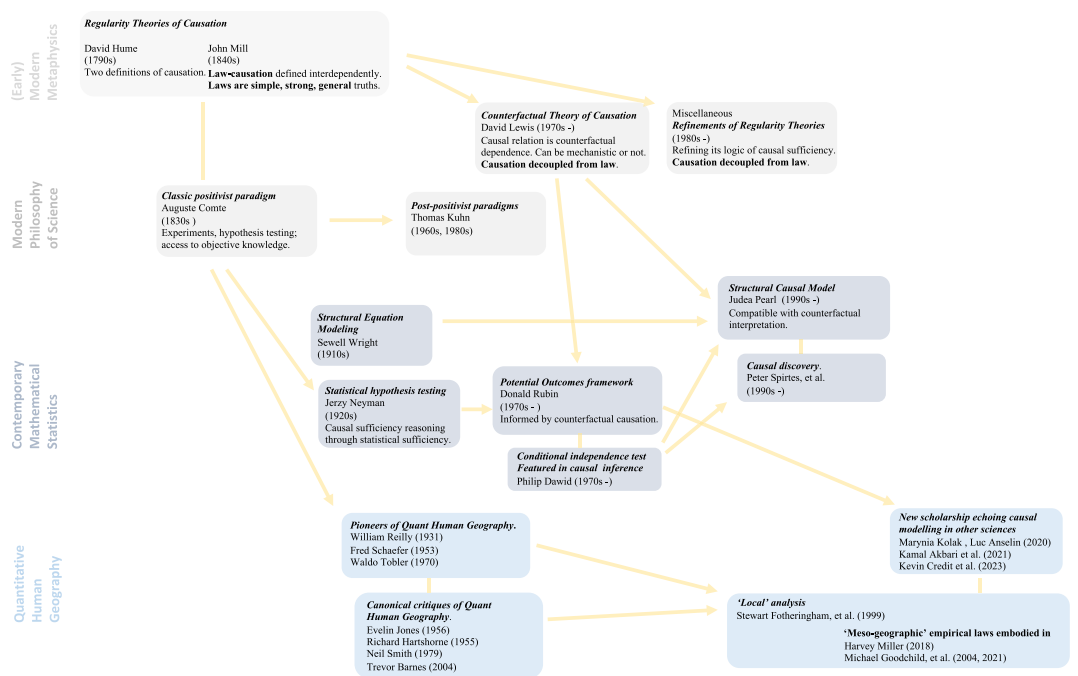 (Early)
Modern
Metaphysics
Regularity Theories of Causation
David Hume
(1790s)
Two definitions of causation.
John Mill
(1840s)
Law-causation defined interdependently.
Laws are simple, strong, general truths.
Counterfactual Theory of Causation
David Lewis (1970s -)
Causal relation is counterfactual
dependence. Can be mechanistic or not.
Causation decoupled from law.
Miscellaneous
Refinements of Regularity Theories
(1980s -)
Refining its logic of causal sufficiency.
Causation decoupled from law.
Modern
Philosophy
of Science
Classic positivist paradigm
Auguste Comte
(1830s )
Experiments, hypothesis testing;
access to objective knowledge.
Post-positivist paradigms
Thomas Kuhn
(1960s, 1980s)
Contemporary
Mathematical
Statistics
Structural Equation
Modeling
Sewell Wright
(1910s)
Structural Causal Model
Judea Pearl (1990s -)
Compatible with counterfactual
interpretation.
Causal discovery.
Peter Spirtes, et al.
(1990s -)
Statistical hypothesis testing
Jerzy Neyman
(1920s)
Causal sufficiency reasoning
through statistical sufficiency.
Potential Outcomes framework
Donald Rubin
(1970s - )
Informed by counterfactual causation.
Conditional independence test
Featured in causal inference
Philip Dawid (1970s -)
Quantitative
Human
Geography
Pioneers of Quant Human Geography.
William Reilly (1931)
Fred Schaefer (1953)
Waldo Tobler (1970)
Canonical critiques of Quant
Human Geography.
Evelin Jones (1956)
Richard Hartshorne (1955)
Neil Smith (1979)
Trevor Barnes (2004)
New scholarship echoing causal
modelling in other sciences
Marynia Kolak , Luc Anselin (2020)
Kamal Akbari et al. (2021)
Kevin Credit et al. (2023)
‘Local’ analysis
Stewart Fotheringham, et al. (1999)
‘Meso-geographic’ empirical laws embodied in
Harvey Miller (2018)
Michael Goodchild, et al. (2004, 2021)